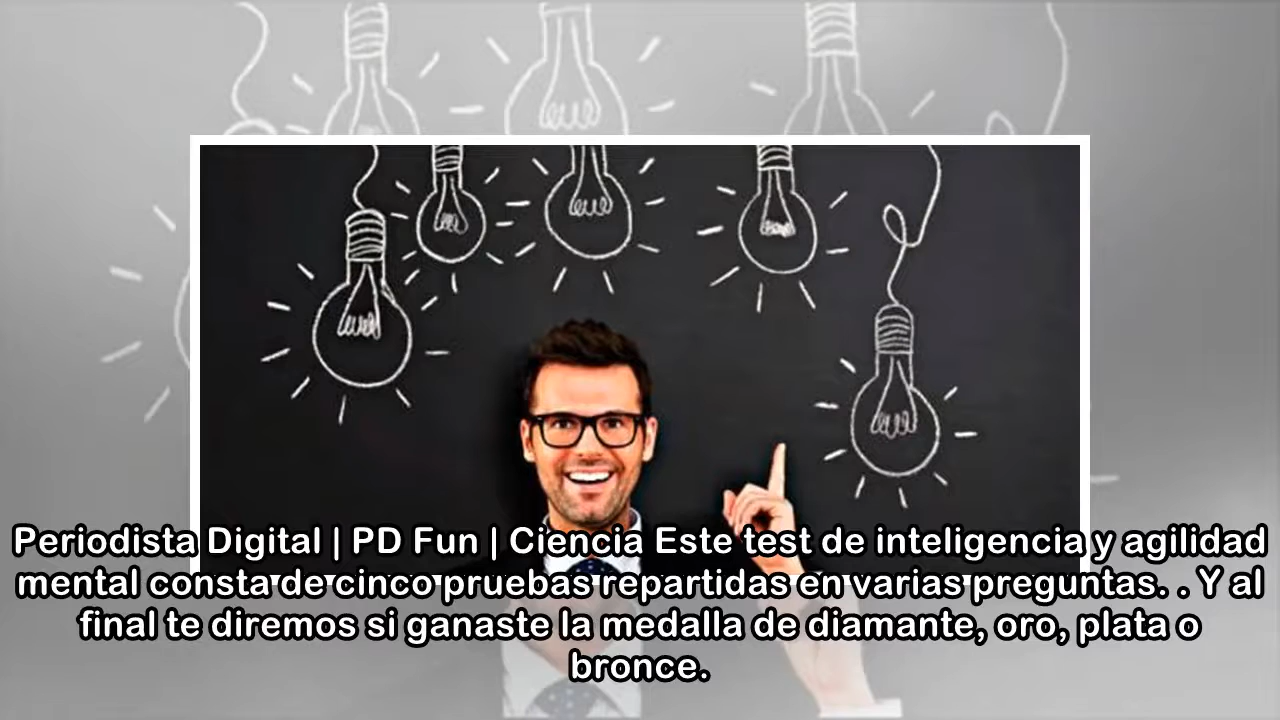 Periodista Digital | PD Fun | Ciencia Este test de inteligencia y agilidad
mental consta de cinco pruebas repartidas en varias preguntas. . Y al
final te diremos si ganaste la medalla de diamante, oro, plata o
bronce.